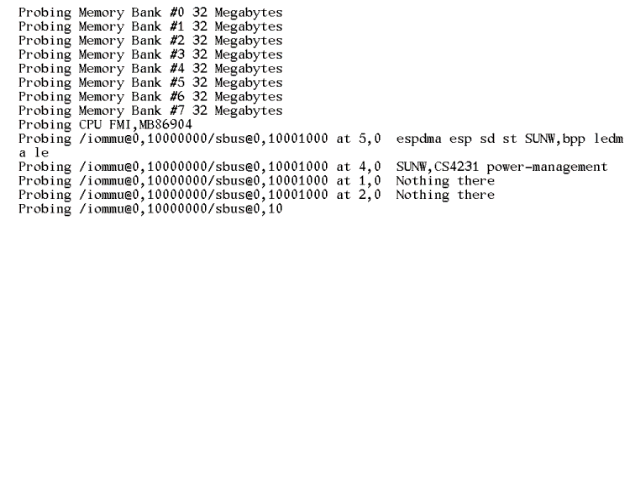 Probing Memory Bank #0 32 Megabytes
Probing Memory Bank #1 32 Megabytes
Probing Memory Bank #2 32 Megabytes
Probing Memory Bank #3 32 Megabytes
Probing Memory Bank #4 32 Megabytes
Probing Memory Bank #5 32 Megabytes
Probing Memory Bank #6 32 Megabytes
Probing Memory Bank #7 32 Megabytes
Probing CPU FMI,MB86904
Probing /iommu@0,10000000/sbus@0,10001000 at 5,0  espdma esp sd st SUNW,bpp ledm
a le
Probing /iommu@0,10000000/sbus@0,10001000 at 4,0  SUNW,CS4231 power-management
Probing /iommu@0,10000000/sbus@0,10001000 at 1,0  Nothing there
Probing /iommu@0,10000000/sbus@0,10001000 at 2,0  Nothing there
Probing /iommu@0,10000000/sbus@0,10